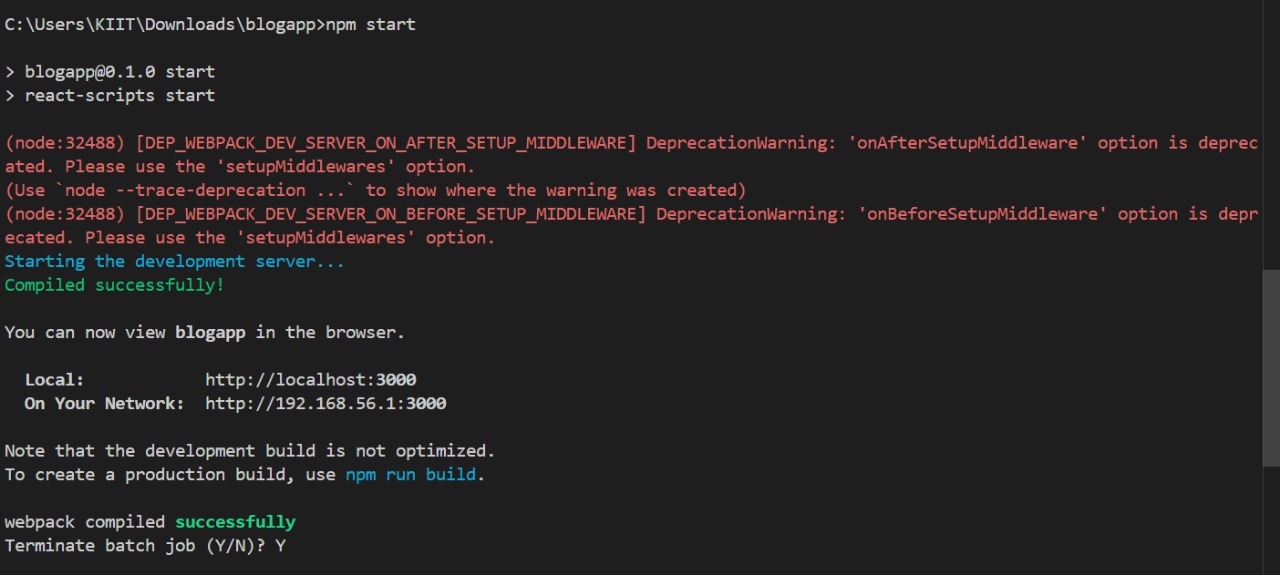 C:\Users\KIIT\Downloads\blogapp>npm start
> blogapp@0.1.0 start
> react-scripts start
(node:32488) [DEP_WEBPACK_DEV_SERVER_ON_AFTER_SETUP_MIDDLEWARE] DeprecationWarning: 'onAfterSetupMiddleware' option is deprec
ated. Please use the 'setupMiddlewares' option.
(Use `node --trace-deprecation ...` to show where the warning was created)
(node:32488) [DEP_WEBPACK_DEV_SERVER_ON_BEFORE_SETUP_MIDDLEWARE] DeprecationWarning: 'onBeforeSetupMiddleware' option is depr
ecated. Please use the 'setupMiddlewares' option.
Starting the development server...
Compiled successfully!
You can now view blogapp in the browser.
Local: http://localhost:3000
On Your Network: http://192.168.56.1:3000
Note that the development build is not optimized.
To create a production build, use npm run build.
webpack compiled successfully
Terminate batch job (Y/N)? Y